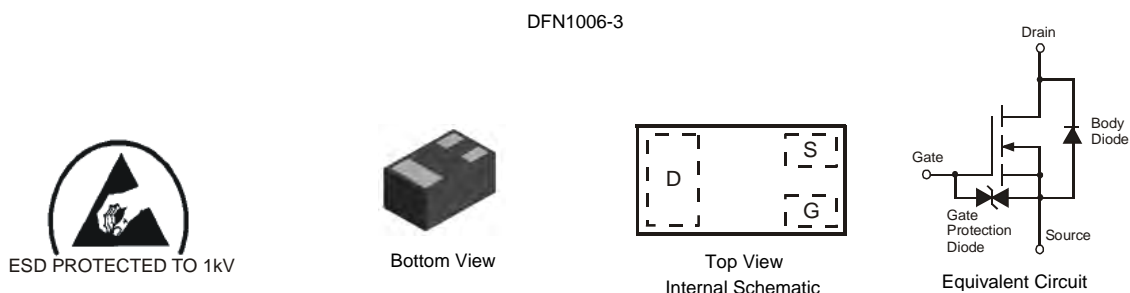 DFN1006-3
ESD PROTECTED TO 1kV
Bottom View
D
S
G
Top View
Internal Schematic
Drain
Body
Diode
Gate
Gate
Protection
Diode
Source
Equivalent Circuit